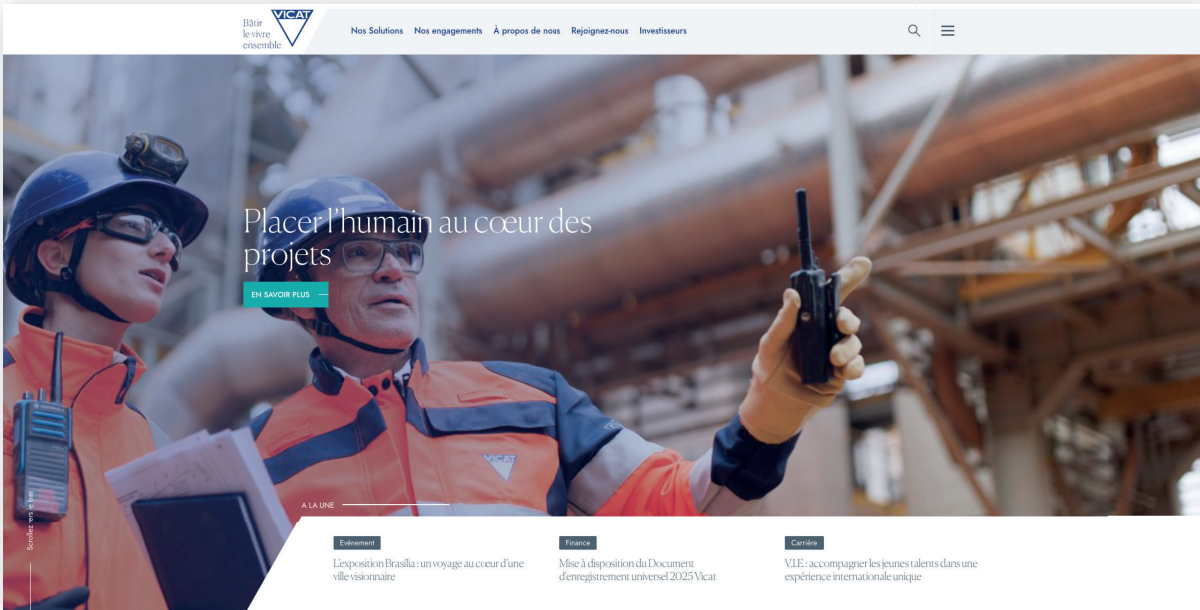 Bâtir
le vivre
ensemble
VICAT
Nos Solutions Nos engagements À propos de nous Rejoignez-nous Investisseurs
Placer l'humain au cœur des
projets
EN SAVOIR PLUS
VICAT
A LA UNE
Scrollez vers le bas
Evénement
L'exposition Brasília : un voyage au cœur d'une
ville visionnaire
Finance
Mise à disposition du Document
d'enregistrement universel 2025 Vicat
Carrière
V.I.E : accompagner les jeunes talents dans une
expérience internationale unique